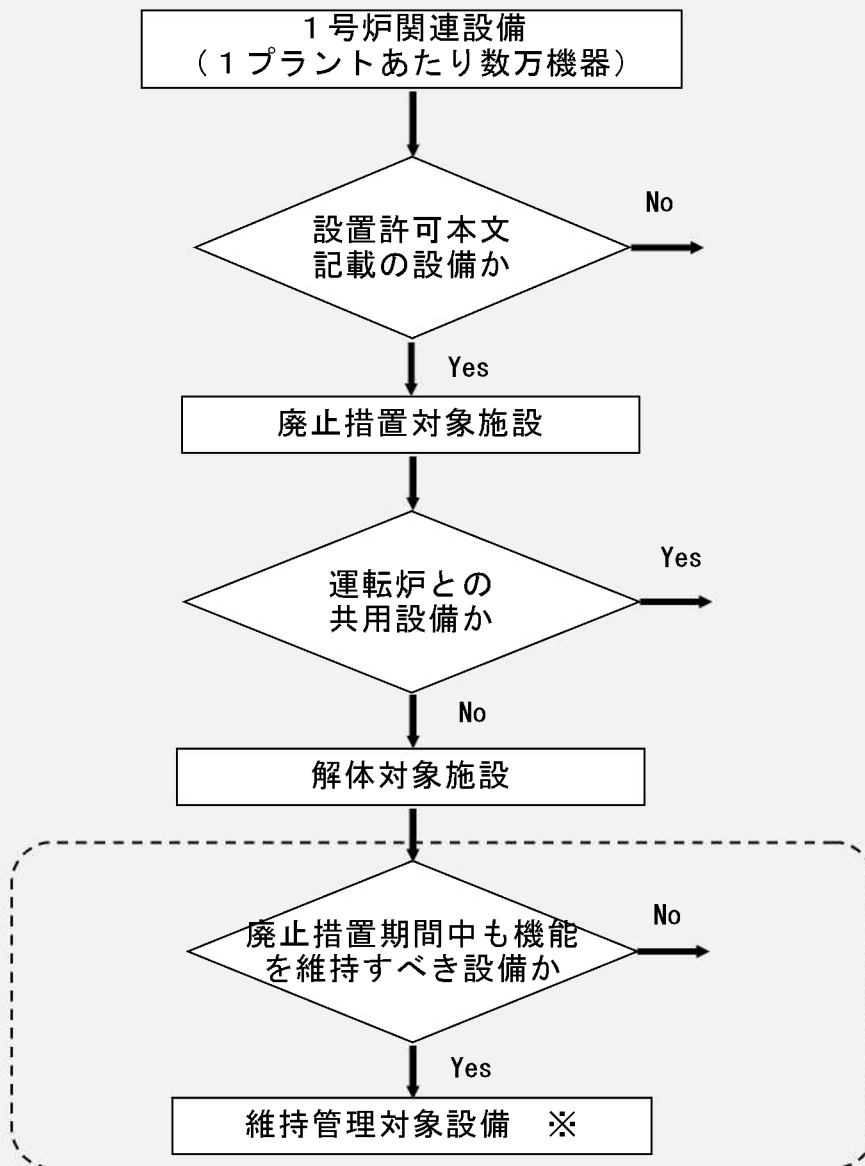 １号炉関連設備
（１プラントあたり数万機器）
設置許可本文
記載の設備か
No
Yes
廃止措置対象施設
運転炉との
共用設備か
Yes
No
解体対象施設
廃止措置期間中も機能
を維持すべき設備か
No
Yes
維持管理対象設備　※